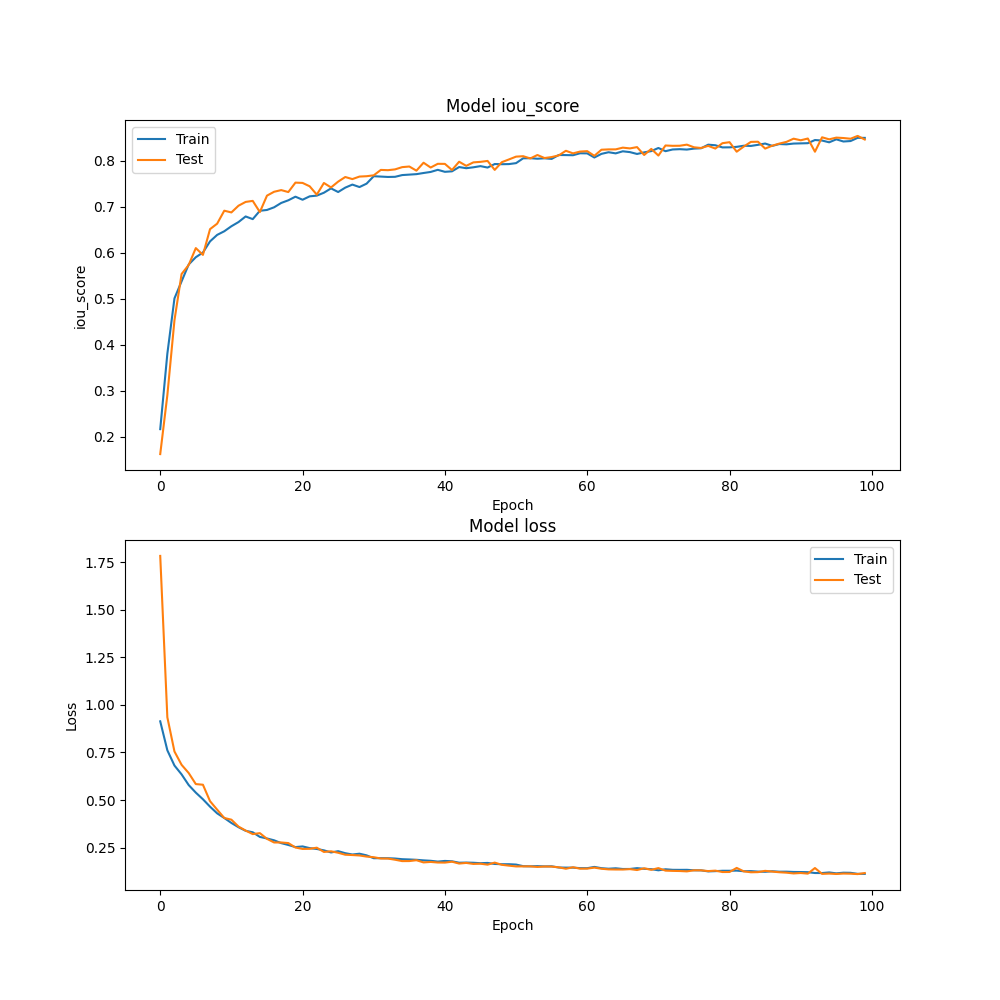 Model iou_score
Train
Test
0.8
0.7
0.6
0.5
0.4
0.3
0.2
iou_score
0 20 40 60 80 100
Epoch
Model loss
Train
Test
1.75
1.50
1.25
1.00
0.75
0.50
0.25
Loss
0 20 40 60 80 100
Epoch